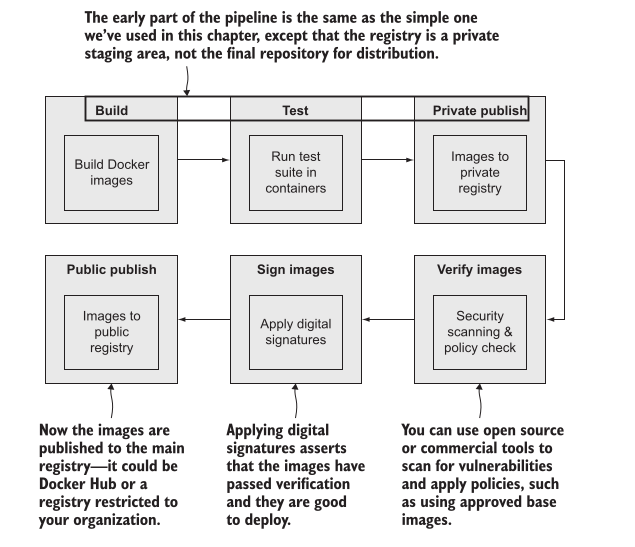 The early part of the pipeline is the same as the simple one
we've used in this chapter, except that the registry is a private
staging area, not the final repository for distribution.
Build
Test
Private publish
Build Docker
images
Run test
suite in
containers
Images to
private
registry
Public publish
Sign images
Verify images
Images to
public
registry
Apply digital
signatures
Security
scanning &
policy check
Now the images are
published to the main
registry—it could be
Docker Hub or a
registry restricted to
your organization.
Applying digital
signatures asserts
that the images have
passed verification
and they are good
to deploy.
You can use open source
or commercial tools to
scan for vulnerabilities
and apply policies, such
as using approved base
images.